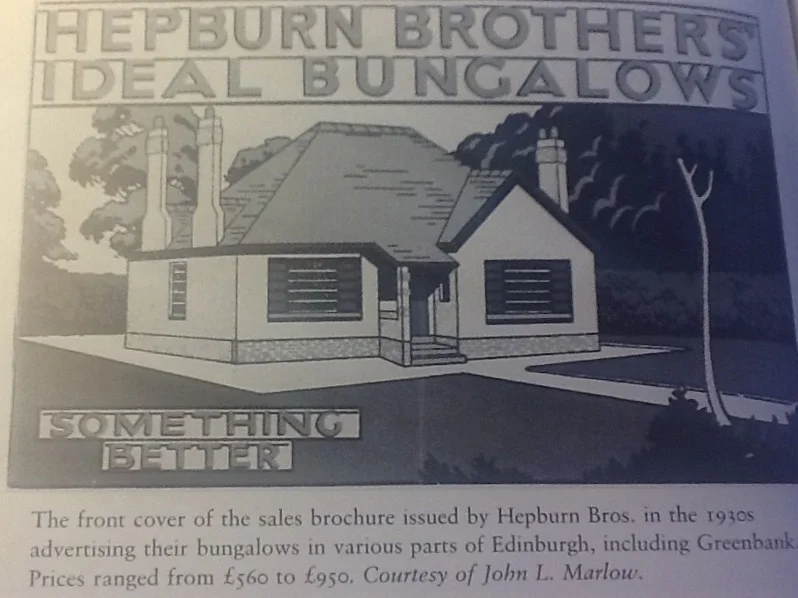 HEPBURN BROTHERS'
IDEAL BUNGALOWS
SOMETHING
BETTER
The front cover of the sales brochure issued by Hepburn Bros. in the 1930s
advertising their bungalows in various parts of Edinburgh, including Greenbank.
Prices ranged from £560 to £950. Courtesy of John L. Marlow.